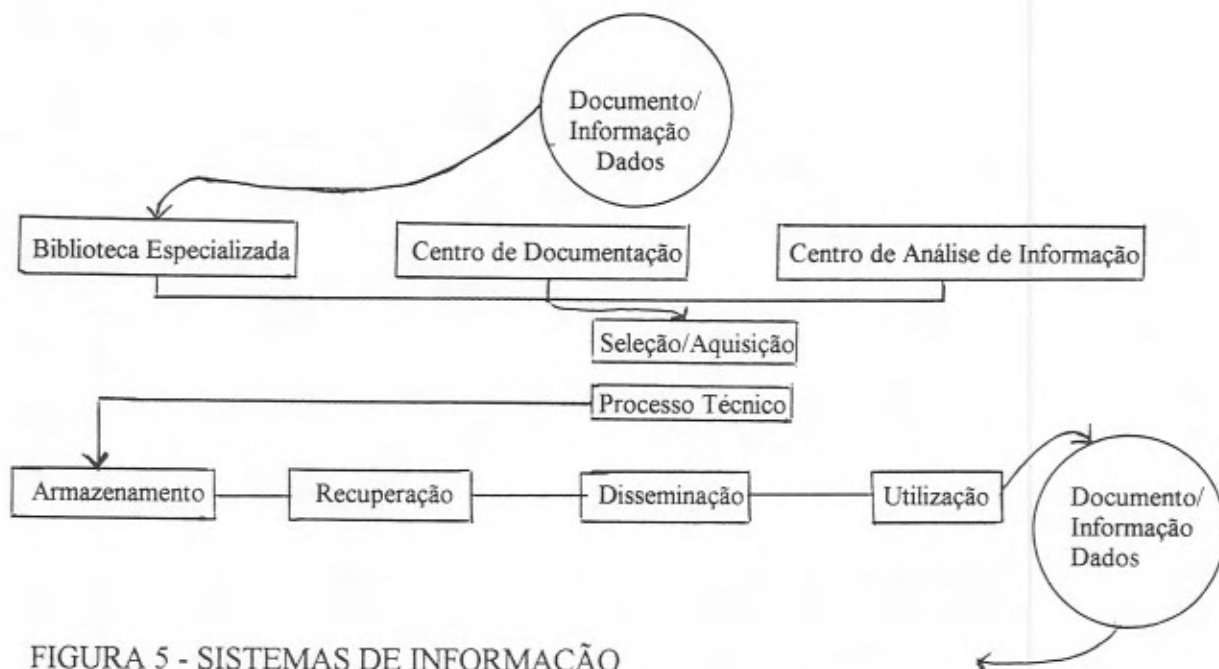 Documento/
Informação
Dados
Biblioteca Especializada
Centro de Documentação
Centro de Análise de Informação
Seleção/Aquisição
Processo Técnico
Armazenamento
Recuperação
Disseminação
Utilização
Documento/
Informação
Dados
FIGURA 5 - SISTEMAS DE INFORMAÇÃO